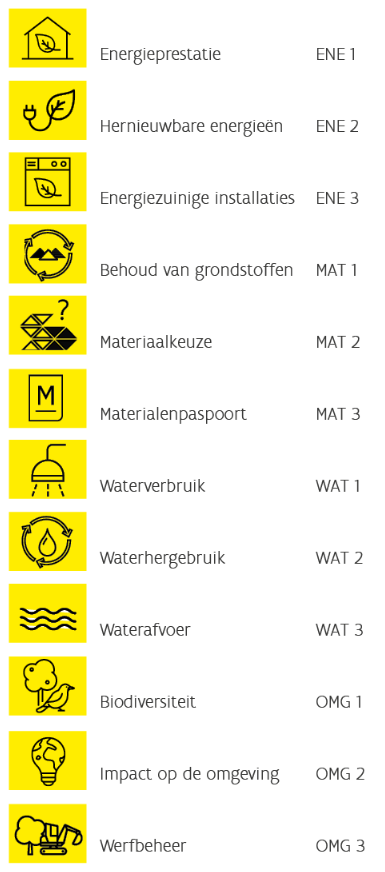 Energieprestatie ENE 1
Hernieuwbare energieën ENE 2
Energiezuinige installaties ENE 3
Behoud van grondstoffen MAT 1
?
Materiaalkeuze MAT 2
M
Materialenpaspoort MAT 3
Waterverbruik WAT 1
Waterhergebruik WAT 2
Waterafvoer WAT 3
Biodiversiteit OMG 1
Impact op de omgeving OMG 2
Werfbeheer OMG 3